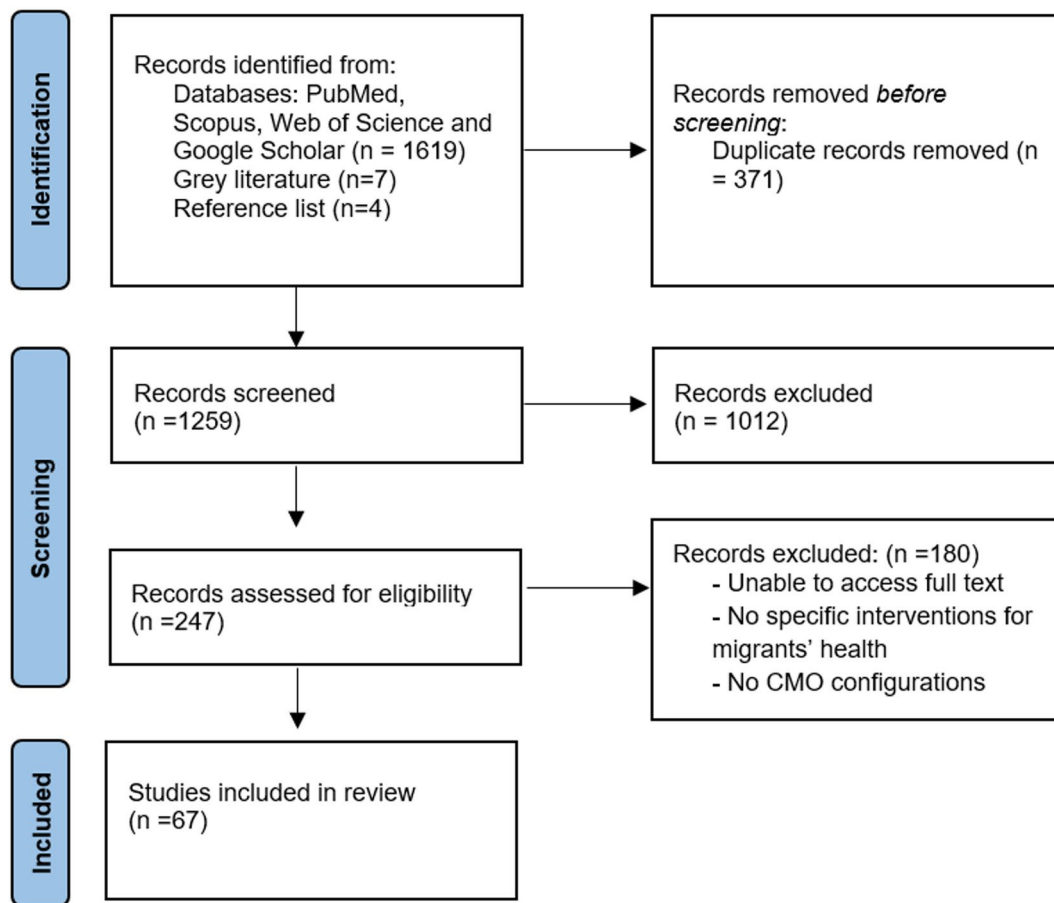 Identification
Records identified from:
Databases: PubMed,
Scopus, Web of Science and
Google Scholar (n = 1619)
Grey literature (n=7)
Reference list (n=4)
Records removed before
screening:
Duplicate records removed (n
= 371)
Screening
Records screened
(n =1259)
Records excluded
(n = 1012)
Records assessed for eligibility
(n =247)
Records excluded: (n =180)
- Unable to access full text
- No specific interventions for
migrants’ health
- No CMO configurations
Included
Studies included in review
(n =67)